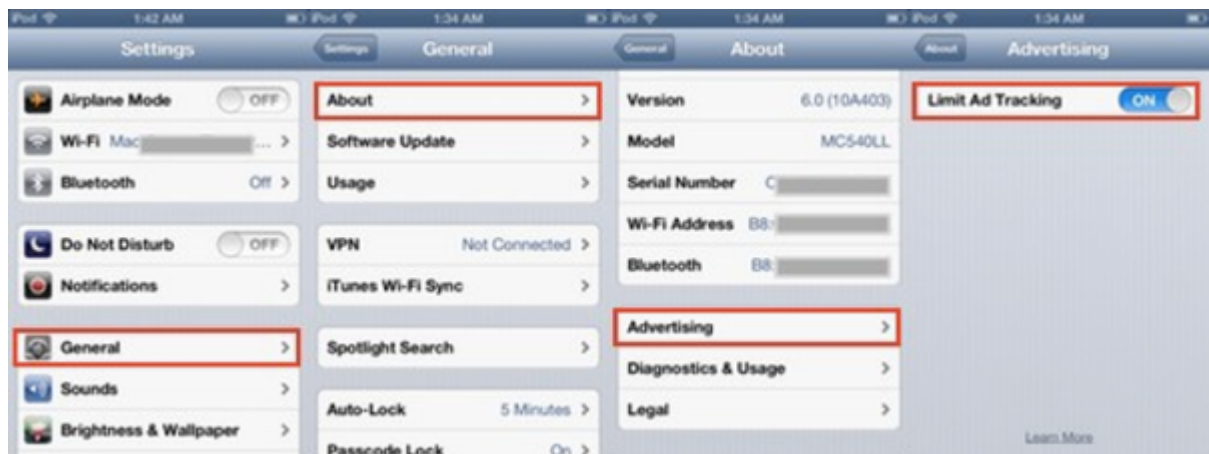 iPod 1:42 AM
Settings
Airplane Mode OFF
Wi-Fi Mac ... >
Bluetooth Off >
Do Not Disturb OFF
Notifications >
General >
Sounds >
Brightness & Wallpaper >
iPod 1:34 AM
Settings General
About >
Software Update >
Usage >
VPN Not Connected >
iTunes Wi-Fi Sync >
Spotlight Search >
Auto-Lock 5 Minutes >
Passcode Lock On >
iPod 1:34 AM
General About
Version 6.0 (10A403)
Model MC540LL
Serial Number C
Wi-Fi Address B8:
Bluetooth B8:
Advertising >
Diagnostics & Usage >
Legal >
iPod 1:34 AM
About Advertising
Limit Ad Tracking ON
Learn More